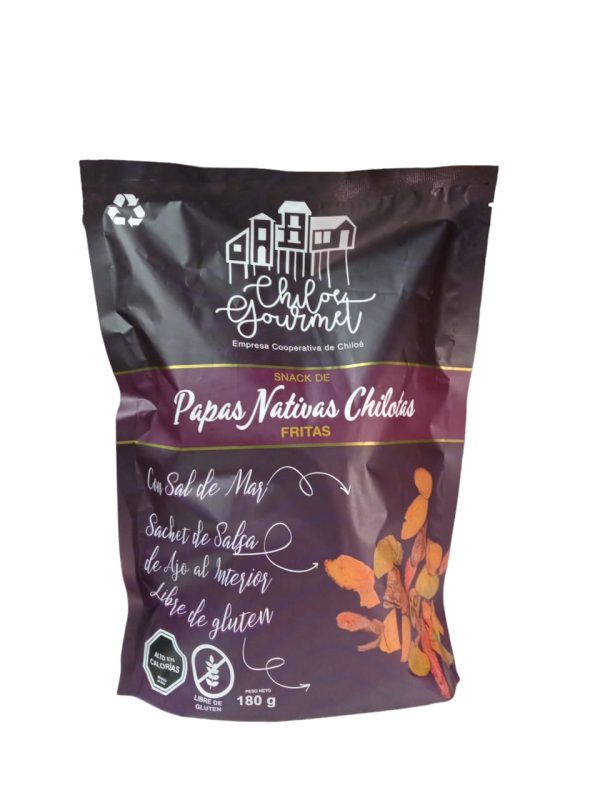 Chiloe
Gourmet
Empresa Cooperativa de Chiloé
SNACK DE
Papas Nativas Chilotas
FRITAS
Con Sal de Mar
Sachet de Salsa
de Ajo al Interior
Libre de gluten
ALTO EN
CALORÍAS
LIBRE DE
GLUTEN
PESO NETO
180 g